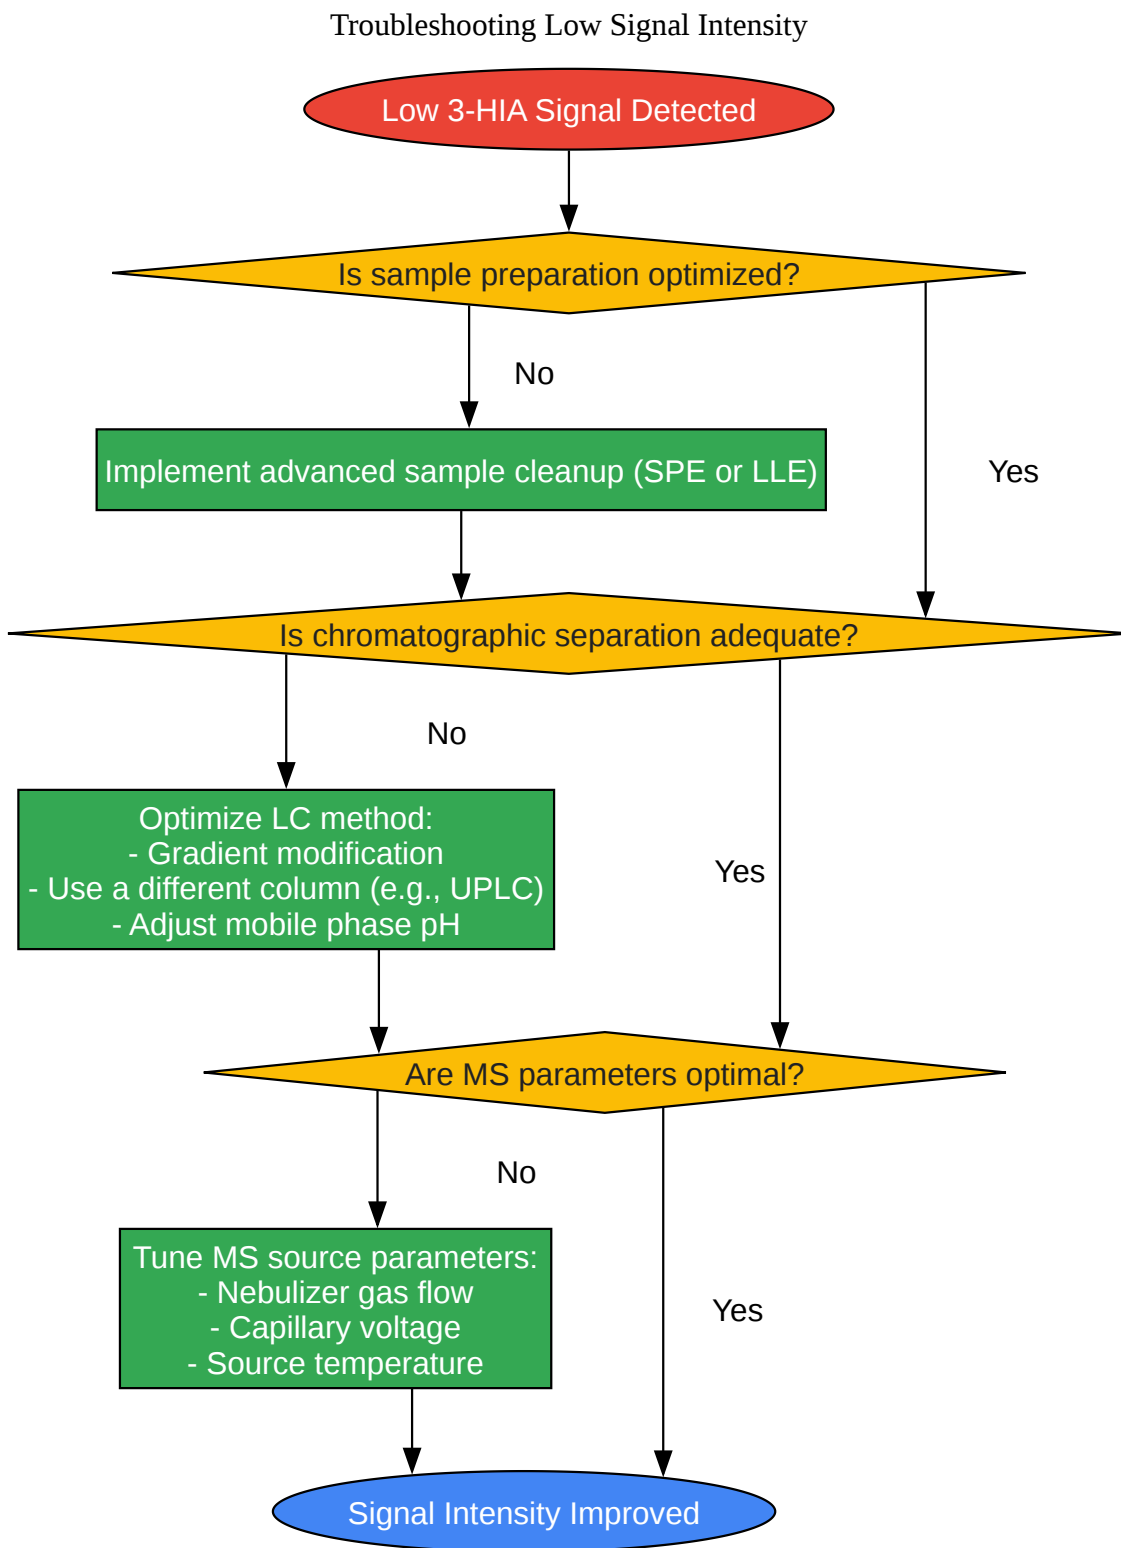 Troubleshooting Low Signal Intensity
Low 3-HIA Signal Detected
Is sample preparation optimized?
No
Implement advanced sample cleanup (SPE or LLE)
Yes
Is chromatographic separation adequate?
No
Optimize LC method:
- Gradient modification
- Use a different column (e.g., UPLC)
- Adjust mobile phase pH
Yes
Are MS parameters optimal?
No
Tune MS source parameters:
- Nebulizer gas flow
- Capillary voltage
- Source temperature
Yes
Signal Intensity Improved